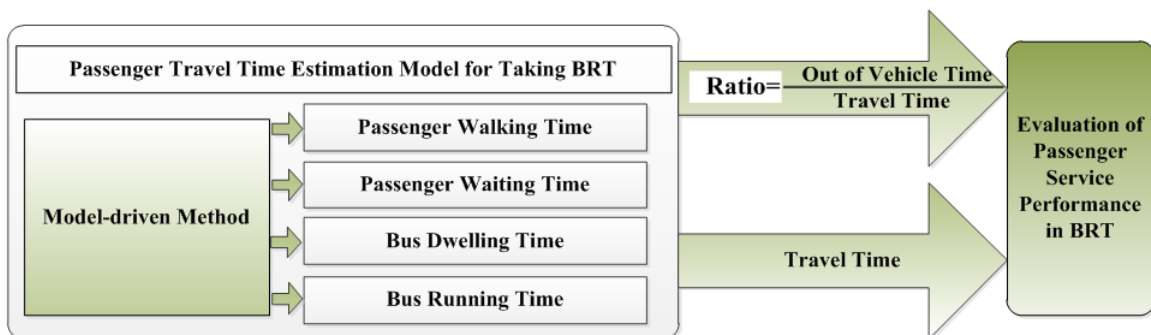 Passenger Travel Time Estimation Model for Taking BRT
Model-driven Method
Passenger Walking Time
Passenger Waiting Time
Bus Dwelling Time
Bus Running Time
Ratio=
Out of Vehicle Time
Travel Time
Travel Time
Evaluation of
Passenger
Service
Performance
in BRT